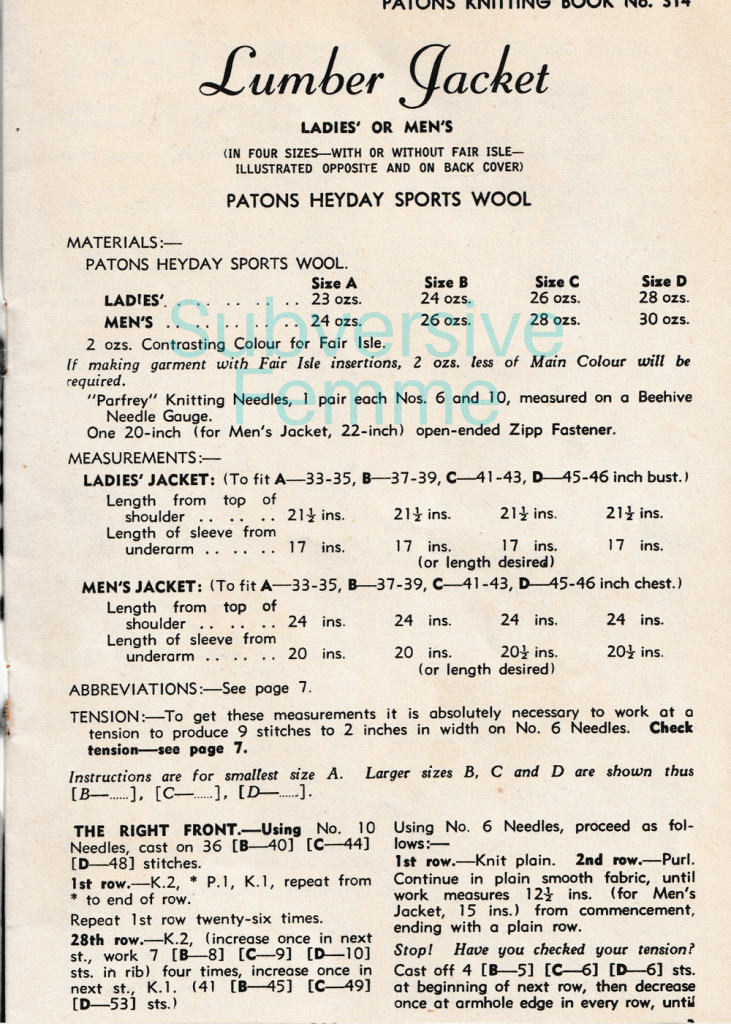 PATONS KNITTING BOOK No. 314
Lumber Jacket
LADIES' OR MEN'S
(IN FOUR SIZES—WITH OR WITHOUT FAIR ISLE—
ILLUSTRATED OPPOSITE AND ON BACK COVER)
PATONS HEYDAY SPORTS WOOL
MATERIALS:—
PATONS HEYDAY SPORTS WOOL.
Size A Size B Size C Size D
LADIES' . . . . . . . . . . 23 ozs. 24 ozs. 26 ozs. 28 ozs.
MEN'S . . . . . . . . . . . 24 ozs. 26 ozs. 28 ozs. 30 ozs.
2 ozs. Contrasting Colour for Fair Isle.
If making garment with Fair Isle insertions, 2 ozs. less of Main Colour will be
required.
"Parfrey" Knitting Needles, 1 pair each Nos. 6 and 10, measured on a Beehive
Needle Gauge.
One 20-inch (for Men's Jacket, 22-inch) open-ended Zipp Fastener.
Subversive
Femme
MEASUREMENTS:—
LADIES' JACKET: (To fit A—33-35, B—37-39, C—41-43, D—45-46 inch bust.)
Length from top of
shoulder . . . . . . 21½ ins. 21½ ins. 21½ ins. 21½ ins.
Length of sleeve from
underarm . . . . . . 17 ins. 17 ins. 17 ins. 17 ins.
(or length desired)
MEN'S JACKET: (To fit A—33-35, B—37-39, C—41-43, D—45-46 inch chest.)
Length from top of
shoulder . . . . . . 24 ins. 24 ins. 24 ins. 24 ins.
Length of sleeve from
underarm . . . . . . 20 ins. 20 ins. 20½ ins. 20½ ins.
(or length desired)
ABBREVIATIONS:—See page 7.
TENSION:—To get these measurements it is absolutely necessary to work at a
tension to produce 9 stitches to 2 inches in width on No. 6 Needles. Check
tension—see page 7.
Instructions are for smallest size A. Larger sizes B, C and D are shown thus
[B—......], [C—......], [D—......].
THE RIGHT FRONT.—Using No. 10
Needles, cast on 36 [B—40] [C—44]
[D—48] stitches.
1st row.—K.2, * P.1, K.1, repeat from
* to end of row.
Repeat 1st row twenty-six times.
28th row.—K.2, (increase once in next
st., work 7 [B—8] [C—9] [D—10]
sts. in rib) four times, increase once in
next st., K.1. (41 [B—45] [C—49]
[D—53] sts.)
Using No. 6 Needles, proceed as fol-
lows:—
1st row.—Knit plain. 2nd row.—Purl.
Continue in plain smooth fabric, until
work measures 12½ ins. (for Men's
Jacket, 15 ins.) from commencement,
ending with a plain row.
Stop! Have you checked your tension?
Cast off 4 [B—5] [C—6] [D—6] sts.
at beginning of next row, then decrease
once at armhole edge in every row, until